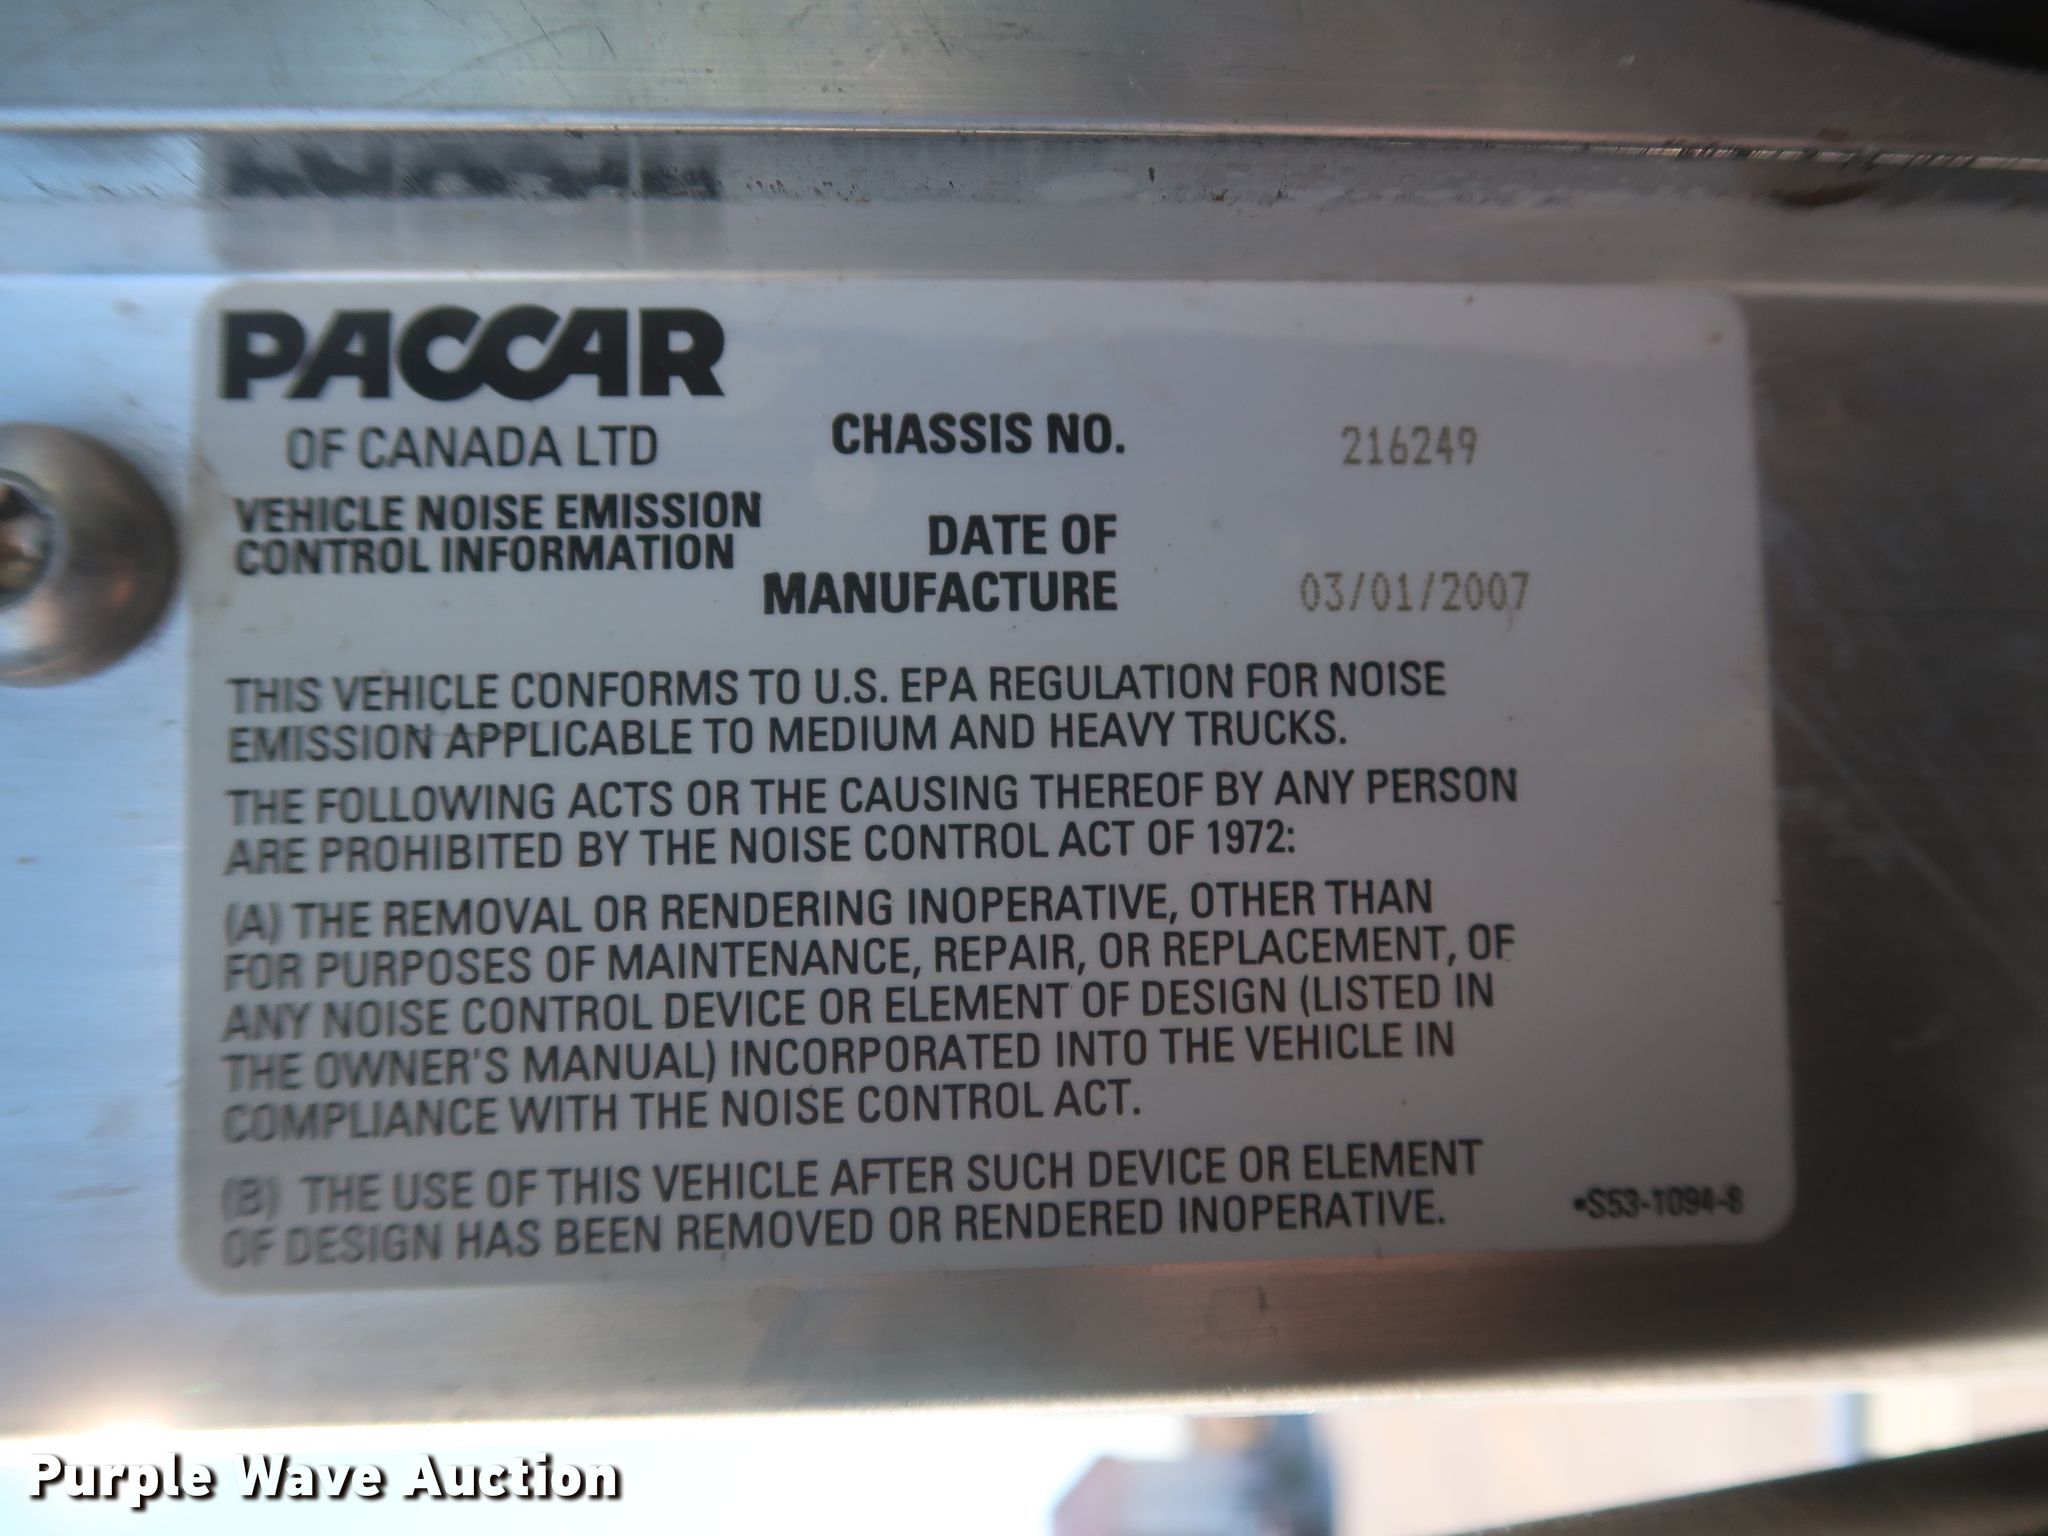 PACCAR
OF CANADA LTD
VEHICLE NOISE EMISSION
CONTROL INFORMATION
CHASSIS NO. 216249
DATE OF
MANUFACTURE 03/01/2007
THIS VEHICLE CONFORMS TO U.S. EPA REGULATION FOR NOISE
EMISSION APPLICABLE TO MEDIUM AND HEAVY TRUCKS.
THE FOLLOWING ACTS OR THE CAUSING THEREOF BY ANY PERSON
ARE PROHIBITED BY THE NOISE CONTROL ACT OF 1972:
(A) THE REMOVAL OR RENDERING INOPERATIVE, OTHER THAN
FOR PURPOSES OF MAINTENANCE, REPAIR, OR REPLACEMENT, OF
ANY NOISE CONTROL DEVICE OR ELEMENT OF DESIGN (LISTED IN
THE OWNER'S MANUAL) INCORPORATED INTO THE VEHICLE IN
COMPLIANCE WITH THE NOISE CONTROL ACT.
(B) THE USE OF THIS VEHICLE AFTER SUCH DEVICE OR ELEMENT
OF DESIGN HAS BEEN REMOVED OR RENDERED INOPERATIVE.
•S53-1094-8
Purple Wave Auction